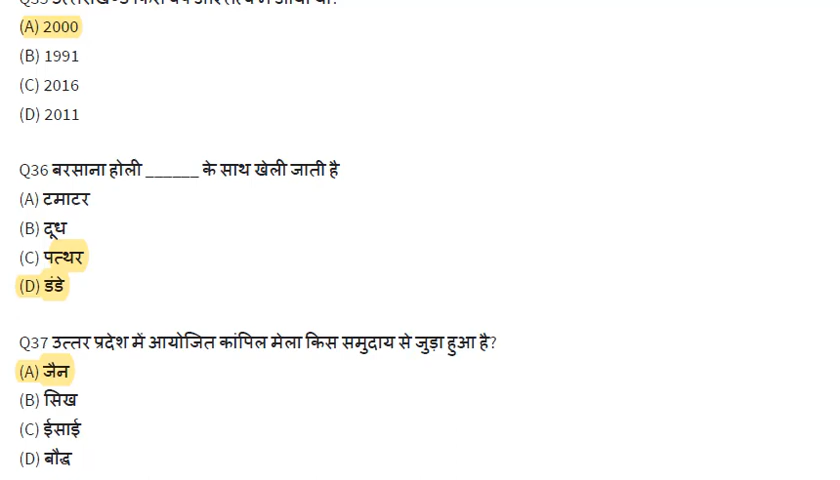 (A) 2000
(B) 1991
(C) 2016
(D) 2011
Q36 बरसाना होली ______ के साथ खेली जाती है
(A) टमाटर
(B) दूध
(C) पत्थर
(D) डंडे
Q37 उत्तर प्रदेश में आयोजित कांपिल मेला किस समुदाय से जुड़ा हुआ है?
(A) जैन
(B) सिख
(C) ईसाई
(D) बौद्ध